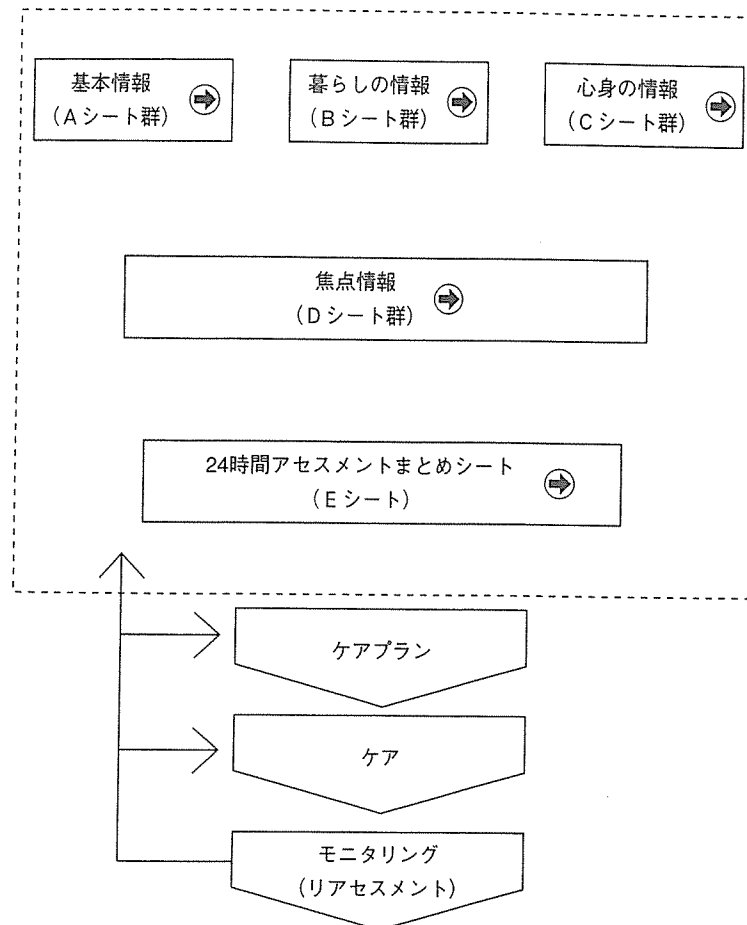 基本情報
(Aシート群)
暮らしの情報
(Bシート群)
心身の情報
(Cシート群)
焦点情報
(Dシート群)
24時間アセスメントまとめシート
(Eシート)
ケアプラン
ケア
モニタリング
(リアセスメント)